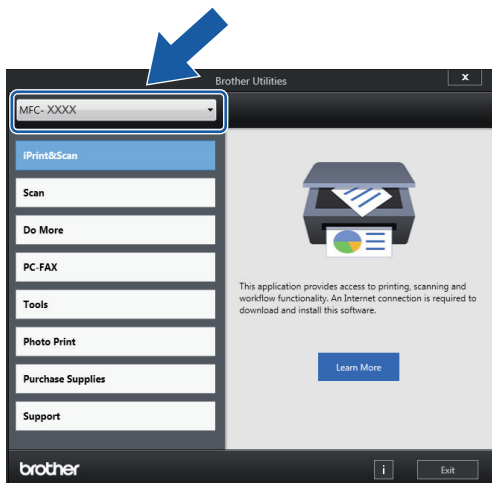 Brother Utilities
x
MFC- XXXX
iPrint&Scan
Scan
Do More
PC-FAX
Tools
Photo Print
Purchase Supplies
Support
This application provides access to printing, scanning and
workflow functionality. An Internet connection is required to
download and install this software.
Learn More
brother
i
Exit